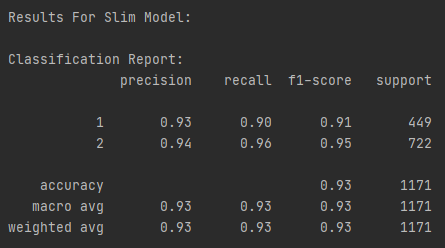 Results For Slim Model:
Classification Report:
precision recall f1-score support
1 0.93 0.90 0.91 449
2 0.94 0.96 0.95 722
accuracy 0.93 1171
macro avg 0.93 0.93 0.93 1171
weighted avg 0.93 0.93 0.93 1171